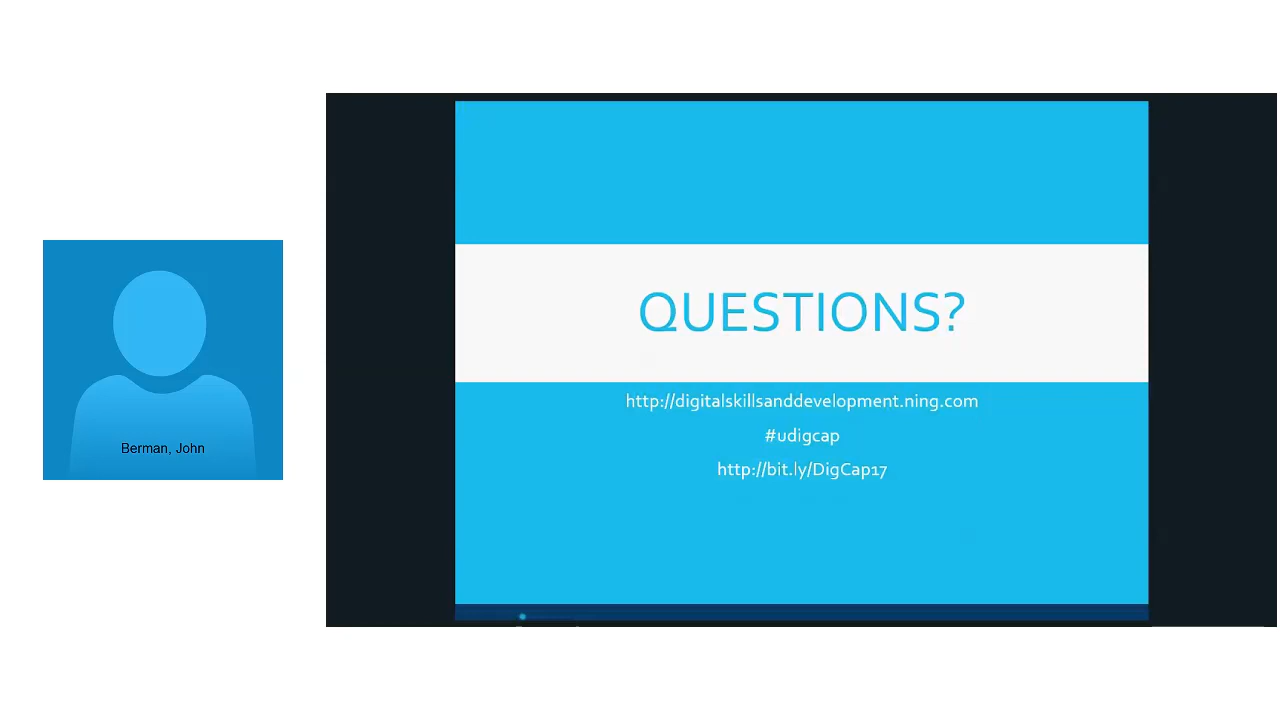 Berman, John
QUESTIONS?
http://digitalskillsanddevelopment.ning.com
#udigcap
http://bit.ly/DigCap17